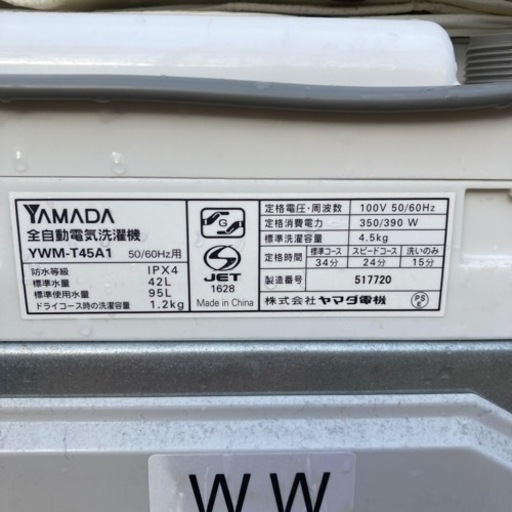 YAMADA
全自動電気洗濯機
YWM-T45A1 50/60Hz用
防水等級 IPX4
標準水量 42L
標準使用水量 95L
ドライコース時の洗濯容量 1.2kg
G
S
JET
1628
Made in China
定格電圧・周波数 100V 50/60Hz
定格消費電力 350/390 W
標準洗濯容量 4.5kg
定格時間 標準コース スピードコース 洗いのみ
34分 24分 15分
製造番号 517720
株式会社 ヤマダ電機
PS
E
W W